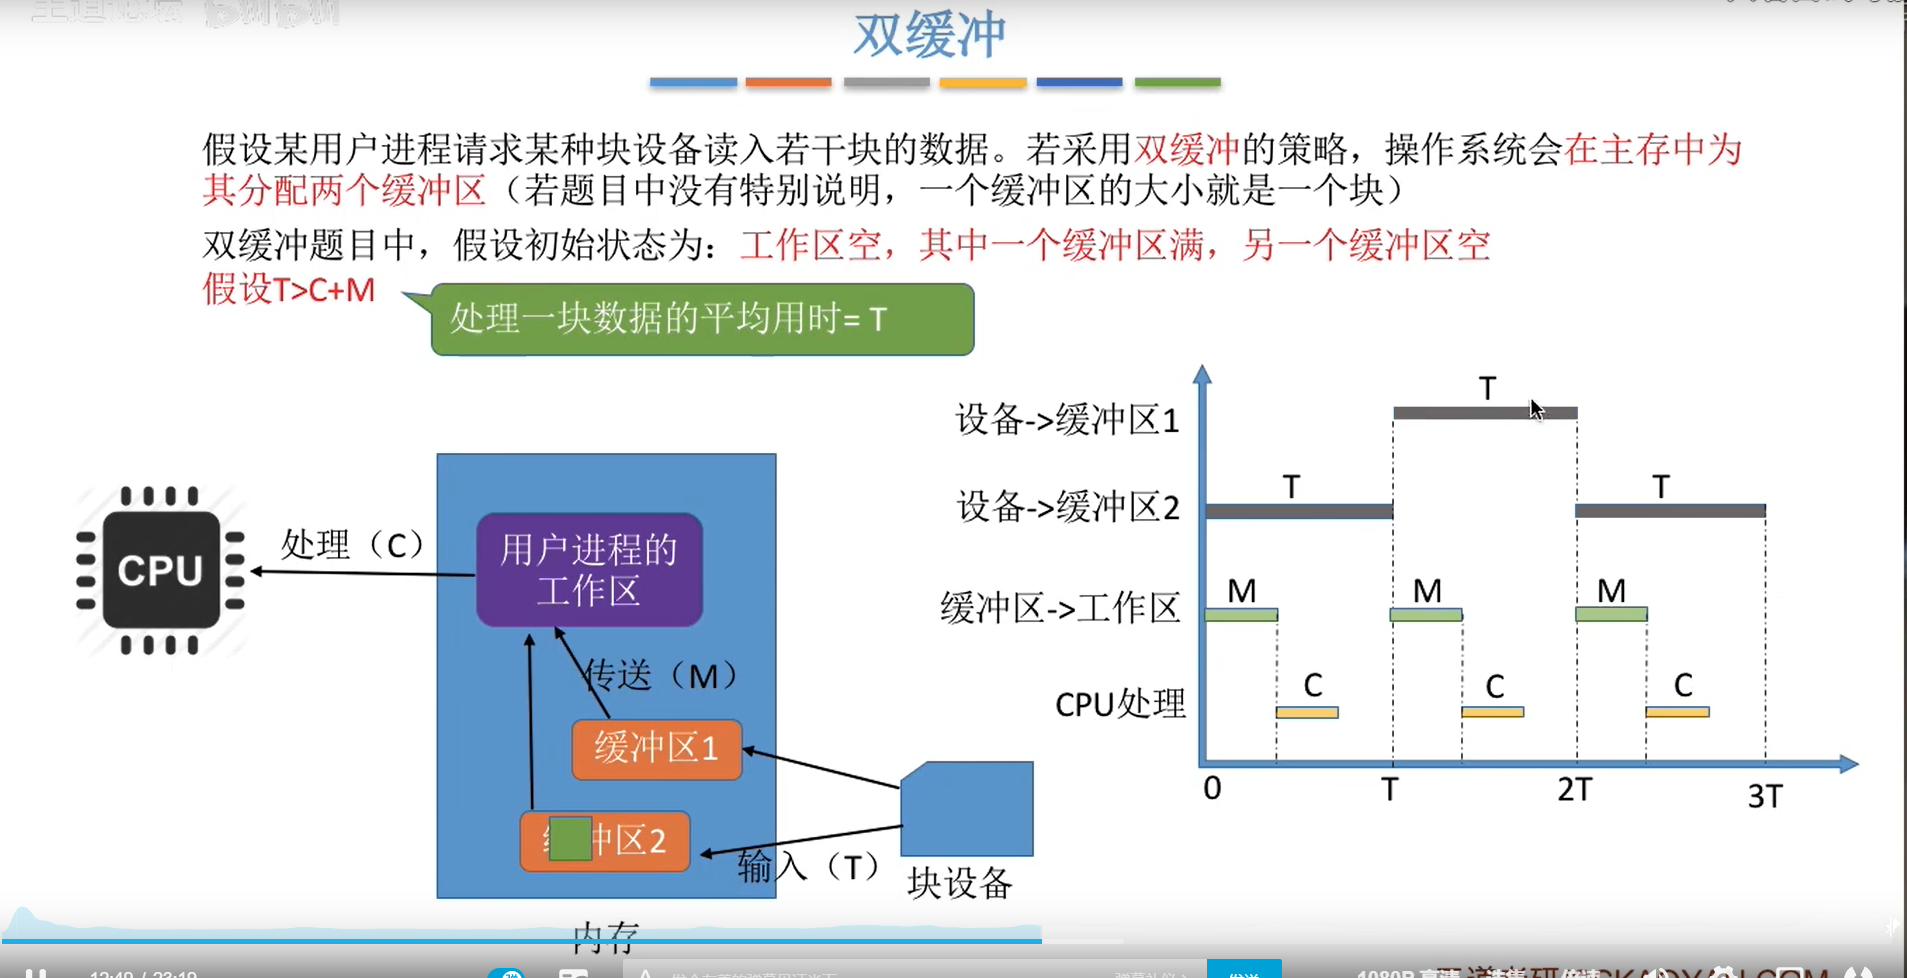 双缓冲
假设某用户进程请求某种块设备读入若干块的数据。若采用双缓冲的策略，操作系统会在主存中为
其分配两个缓冲区（若题目中没有特别说明，一个缓冲区的大小就是一个块）
双缓冲题目中，假设初始状态为：工作区空，其中一个缓冲区满，另一个缓冲区空
假设T>C+M
处理一块数据的平均用时= T
T
设备->缓冲区1
T
T
设备->缓冲区2
M
M
M
缓冲区->工作区
C
C
C
CPU处理
0
T
2T
3T
CPU
处理（C）
用户进程的
工作区
传送（M）
缓冲区1
冲区2
输入（T）
块设备
内存